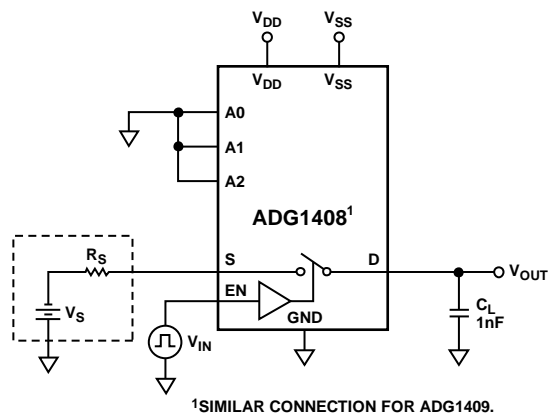 VDD VSS
VDD VSS
A0
A1
A2
ADG1408¹
RS
S D
VOUT
EN
VS
GND
CL
1nF
VIN
¹SIMILAR CONNECTION FOR ADG1409.